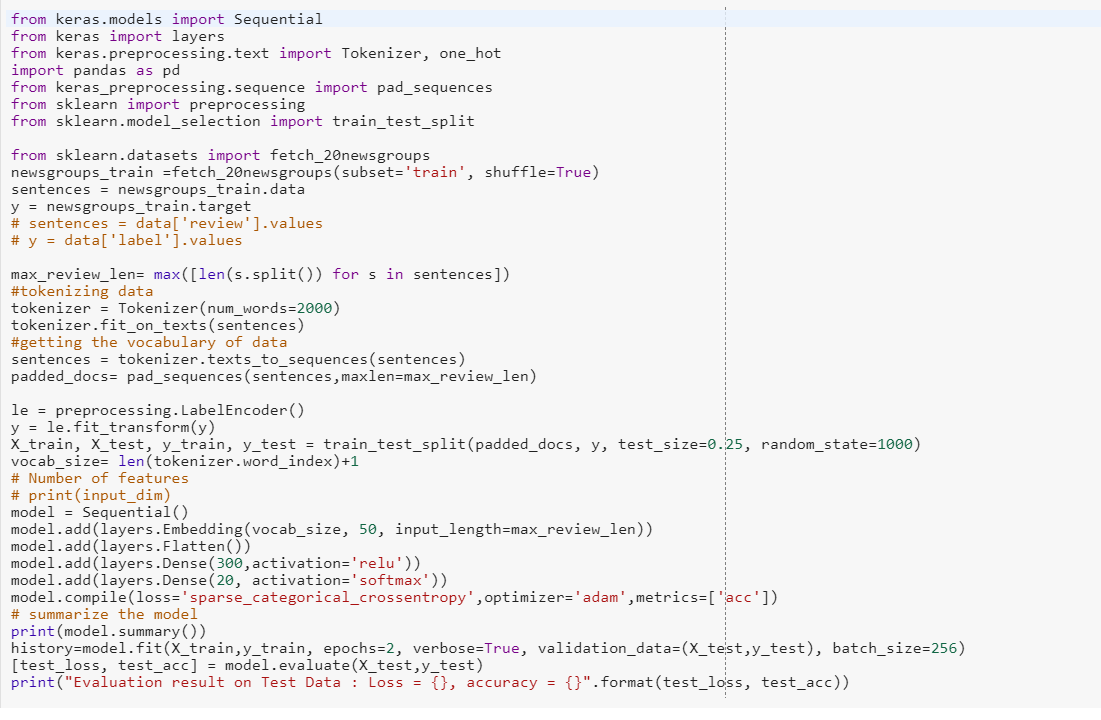 from keras.models import Sequential
from keras import layers
from keras.preprocessing.text import Tokenizer, one_hot
import pandas as pd
from keras_preprocessing.sequence import pad_sequences
from sklearn import preprocessing
from sklearn.model_selection import train_test_split

from sklearn.datasets import fetch_20newsgroups
newsgroups_train =fetch_20newsgroups(subset='train', shuffle=True)
sentences = newsgroups_train.data
y = newsgroups_train.target
# sentences = data['review'].values
# y = data['label'].values

max_review_len= max([len(s.split()) for s in sentences])
#tokenizing data
tokenizer = Tokenizer(num_words=2000)
tokenizer.fit_on_texts(sentences)
#getting the vocabulary of data
sentences = tokenizer.texts_to_sequences(sentences)
padded_docs= pad_sequences(sentences,maxlen=max_review_len)

le = preprocessing.LabelEncoder()
y = le.fit_transform(y)
X_train, X_test, y_train, y_test = train_test_split(padded_docs, y, test_size=0.25, random_state=1000)
vocab_size= len(tokenizer.word_index)+1
# Number of features
# print(input_dim)
model = Sequential()
model.add(layers.Embedding(vocab_size, 50, input_length=max_review_len))
model.add(layers.Flatten())
model.add(layers.Dense(300,activation='relu'))
model.add(layers.Dense(20, activation='softmax'))
model.compile(loss='sparse_categorical_crossentropy',optimizer='adam',metrics=['acc'])
# summarize the model
print(model.summary())
history=model.fit(X_train,y_train, epochs=2, verbose=True, validation_data=(X_test,y_test), batch_size=256)
[test_loss, test_acc] = model.evaluate(X_test,y_test)
print("Evaluation result on Test Data : Loss = {}, accuracy = {}".format(test_loss, test_acc))